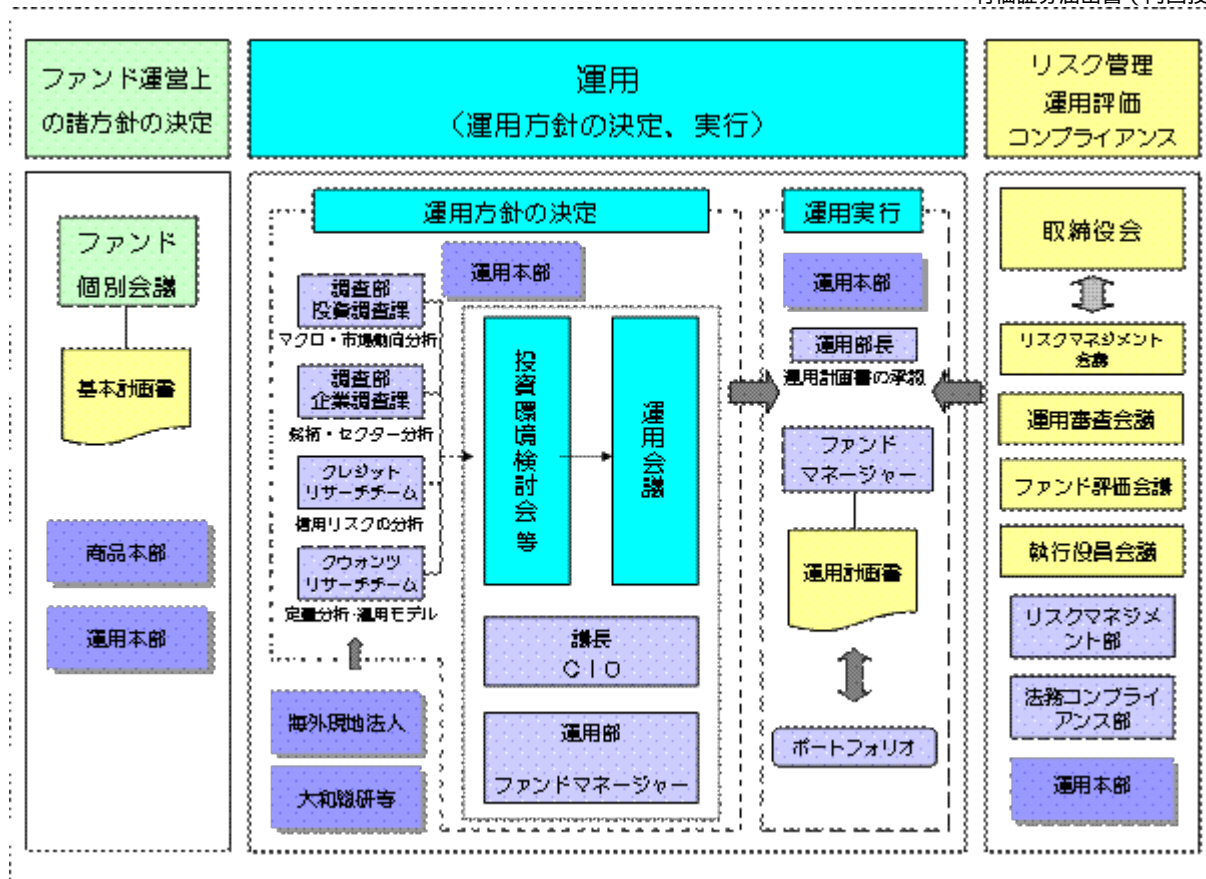 ファンド運営上
の諸方針の決定
運用
（運用方針の決定、実行）
リスク管理
運用評価
コンプライアンス
ファンド
個別会議
基本計画書
商品本部
運用本部
運用方針の決定
運用本部
調査部
投資調査課
マクロ・市場動向分析
調査部
企業調査課
銘柄・セクター分析
クレジット
リサーチチーム
信用リスクの分析
クウォンツ
リサーチチーム
定量分析・運用モデル
海外現地法人
大和総研等
投資環境検討会等
運用会議
議長
CIO
運用部
ファンドマネージャー
運用実行
運用本部
運用部長
運用計画書の承認
ファンド
マネージャー
運用計画書
ポートフォリオ
取締役会
リスクマネジメント
会議
運用審査会議
ファンド評価会議
執行役員会議
リスクマネジメ
ント部
法務コンプライ
アンス部
運用本部